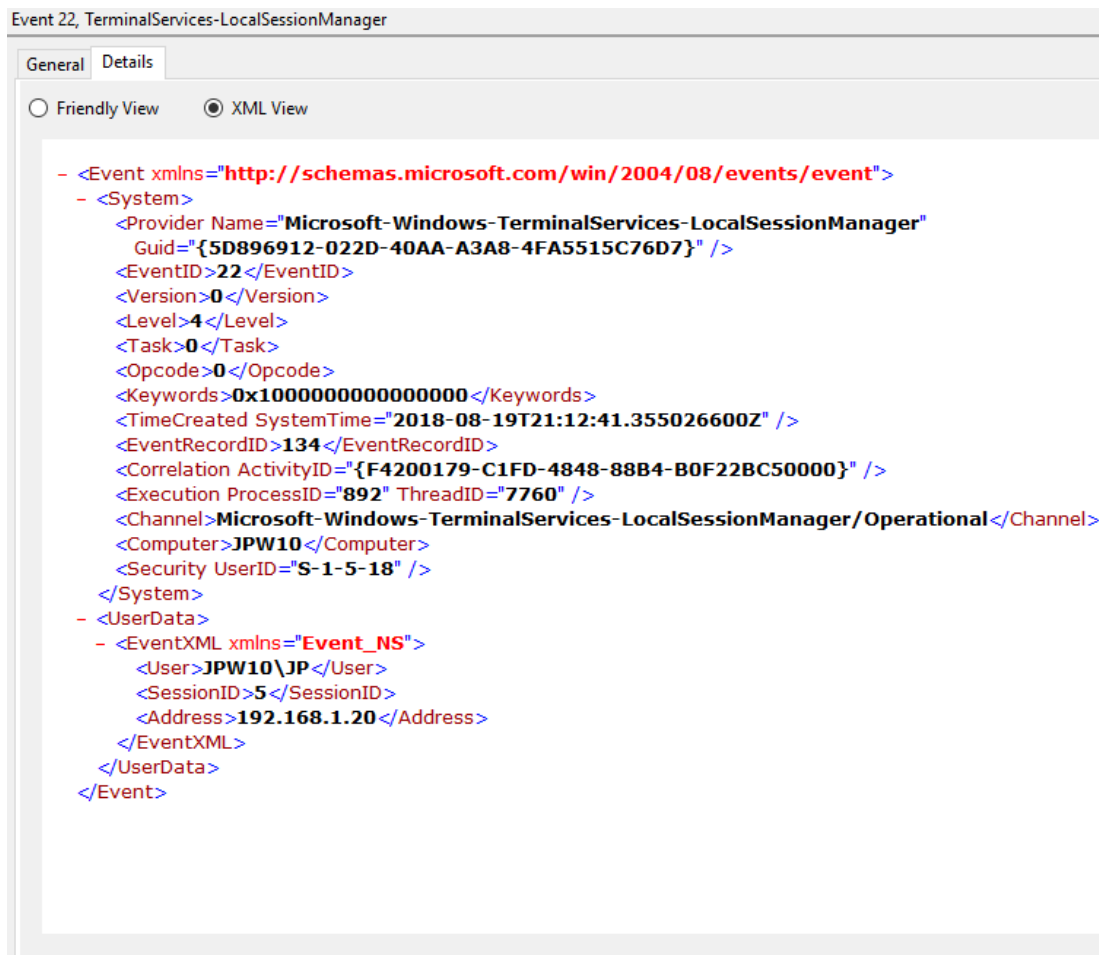 Event 22, TerminalServices-LocalSessionManager
General Details
Friendly View XML View
- <Event xmlns="http://schemas.microsoft.com/win/2004/08/events/event">
- <System>
<Provider Name="Microsoft-Windows-TerminalServices-LocalSessionManager"
Guid="{5D896912-022D-40AA-A3A8-4FA5515C76D7}" />
<EventID>22</EventID>
<Version>0</Version>
<Level>4</Level>
<Task>0</Task>
<Opcode>0</Opcode>
<Keywords>0x1000000000000000</Keywords>
<TimeCreated SystemTime="2018-08-19T21:12:41.355026600Z" />
<EventRecordID>134</EventRecordID>
<Correlation ActivityID="{F4200179-C1FD-4848-88B4-B0F22BC50000}" />
<Execution ProcessID="892" ThreadID="7760" />
<Channel>Microsoft-Windows-TerminalServices-LocalSessionManager/Operational</Channel>
<Computer>JPW10</Computer>
<Security UserID="S-1-5-18" />
</System>
- <UserData>
- <EventXML xmlns="Event_NS">
<User>JPW10\JP</User>
<SessionID>5</SessionID>
<Address>192.168.1.20</Address>
</EventXML>
</UserData>
</Event>